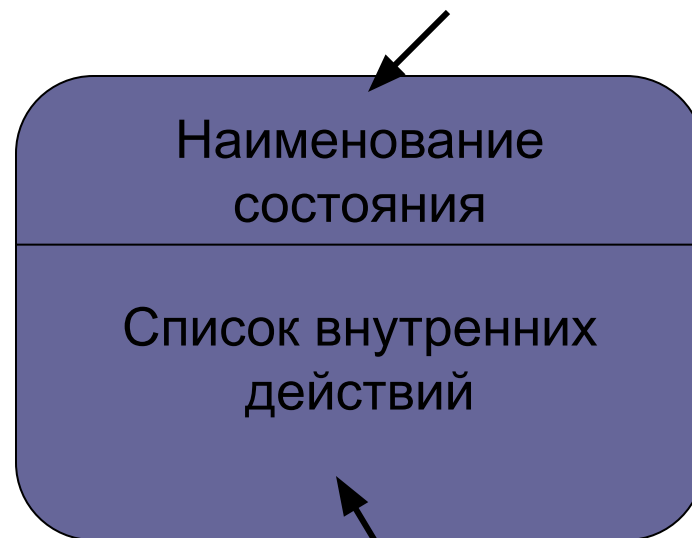 Наименование
состояния
Список внутренних
действий